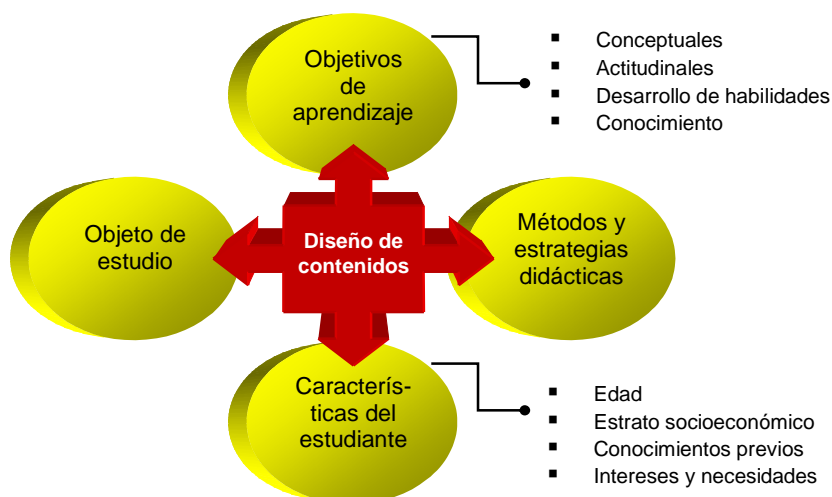 Objetivos
de
aprendizaje
Conceptuales
Actitudinales
Desarrollo de habilidades
Conocimiento
Objeto de
estudio
Diseño de
contenidos
Métodos y
estrategias
didácticas
Caracterís-
ticas del
estudiante
Edad
Estrato socioeconómico
Conocimientos previos
Intereses y necesidades